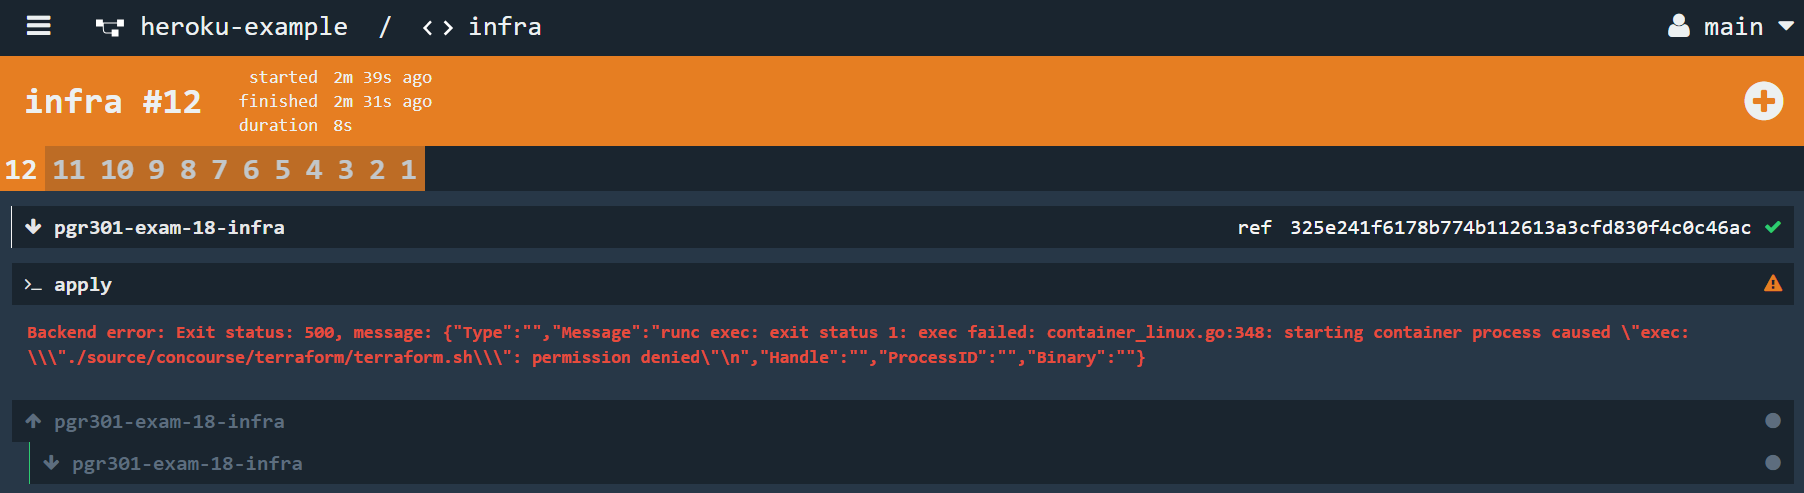 heroku-example / < > infra main
infra #12
started 2m 39s ago
finished 2m 31s ago
duration 8s
12 11 10 9 8 7 6 5 4 3 2 1
pgr301-exam-18-infra ref 325e241f6178b774b112613a3cfd830f4c0c46ac
>_ apply
Backend error: Exit status: 500, message: {"Type":"","Message":"runc exec: exit status 1: exec failed: container_linux.go:348: starting container process caused \"exec:
\\\"./source/concourse/terraform/terraform.sh\\\": permission denied\"\n","Handle":"","ProcessID":"","Binary":""}
pgr301-exam-18-infra
pgr301-exam-18-infra